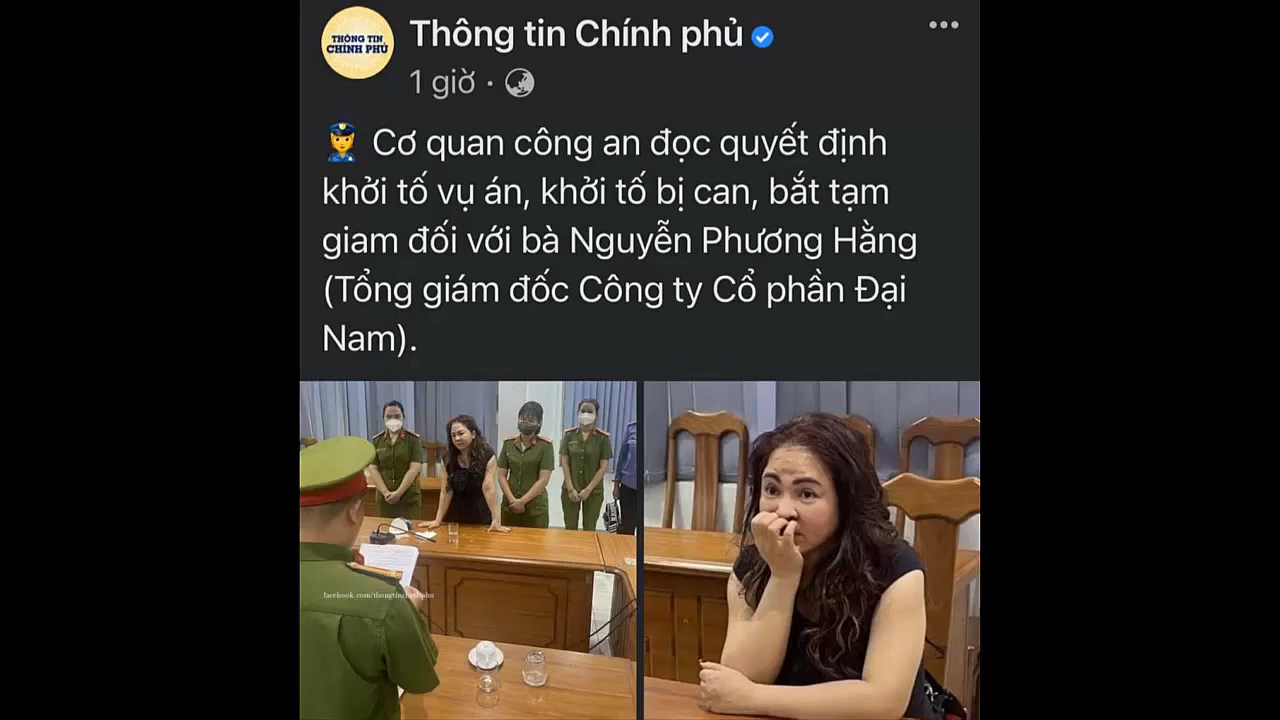 THÔNG TIN
CHÍNH PHỦ
Thông tin Chính phủ
1 giờ ·
Cơ quan công an đọc quyết định
khởi tố vụ án, khởi tố bị can, bắt tạm
giam đối với bà Nguyễn Phương Hằng
(Tổng giám đốc Công ty Cổ phần Đại
Nam).
facebook.com/thongtinchinhphu